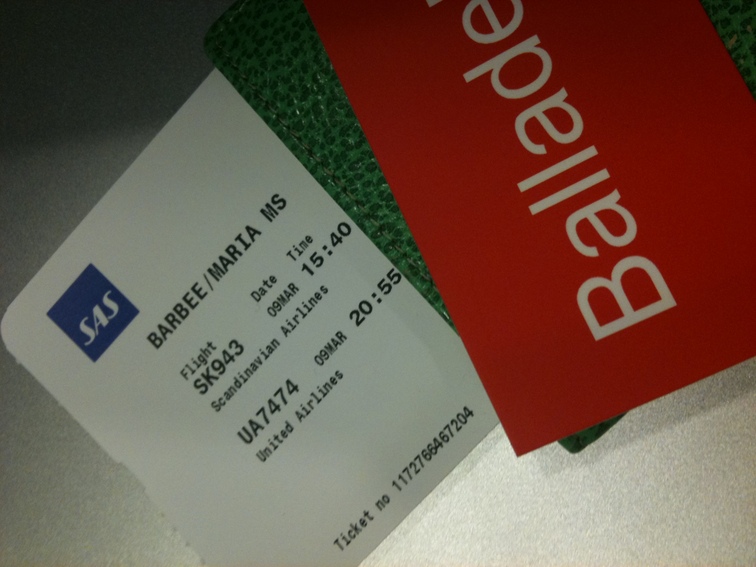 SAS
BARBEE/MARIA MS
Flight Date Time
SK943 09MAR 15:40
Scandinavian Airlines
UA7474 09MAR 20:55
United Airlines
Ticket no 1172766467204